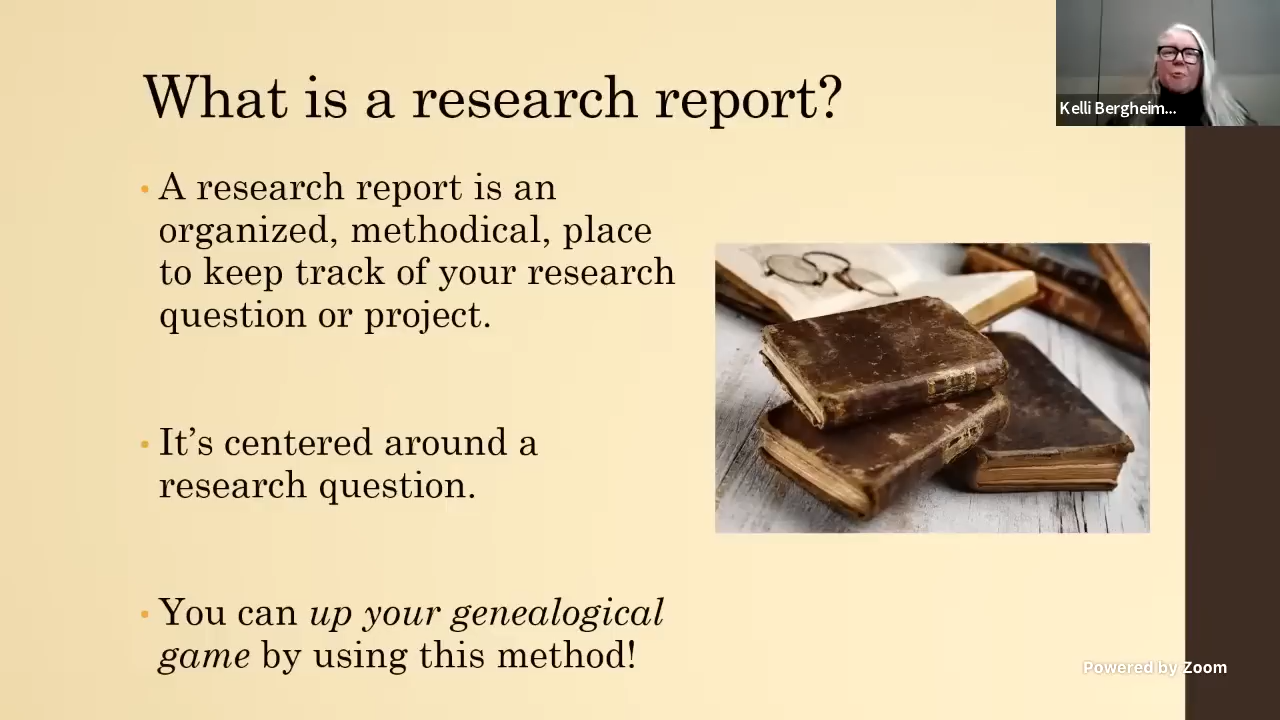 What is a research report?
Kelli Bergheim...
• A research report is an
organized, methodical, place
to keep track of your research
question or project.
• It’s centered around a
research question.
• You can up your genealogical
game by using this method!
Powered by Zoom